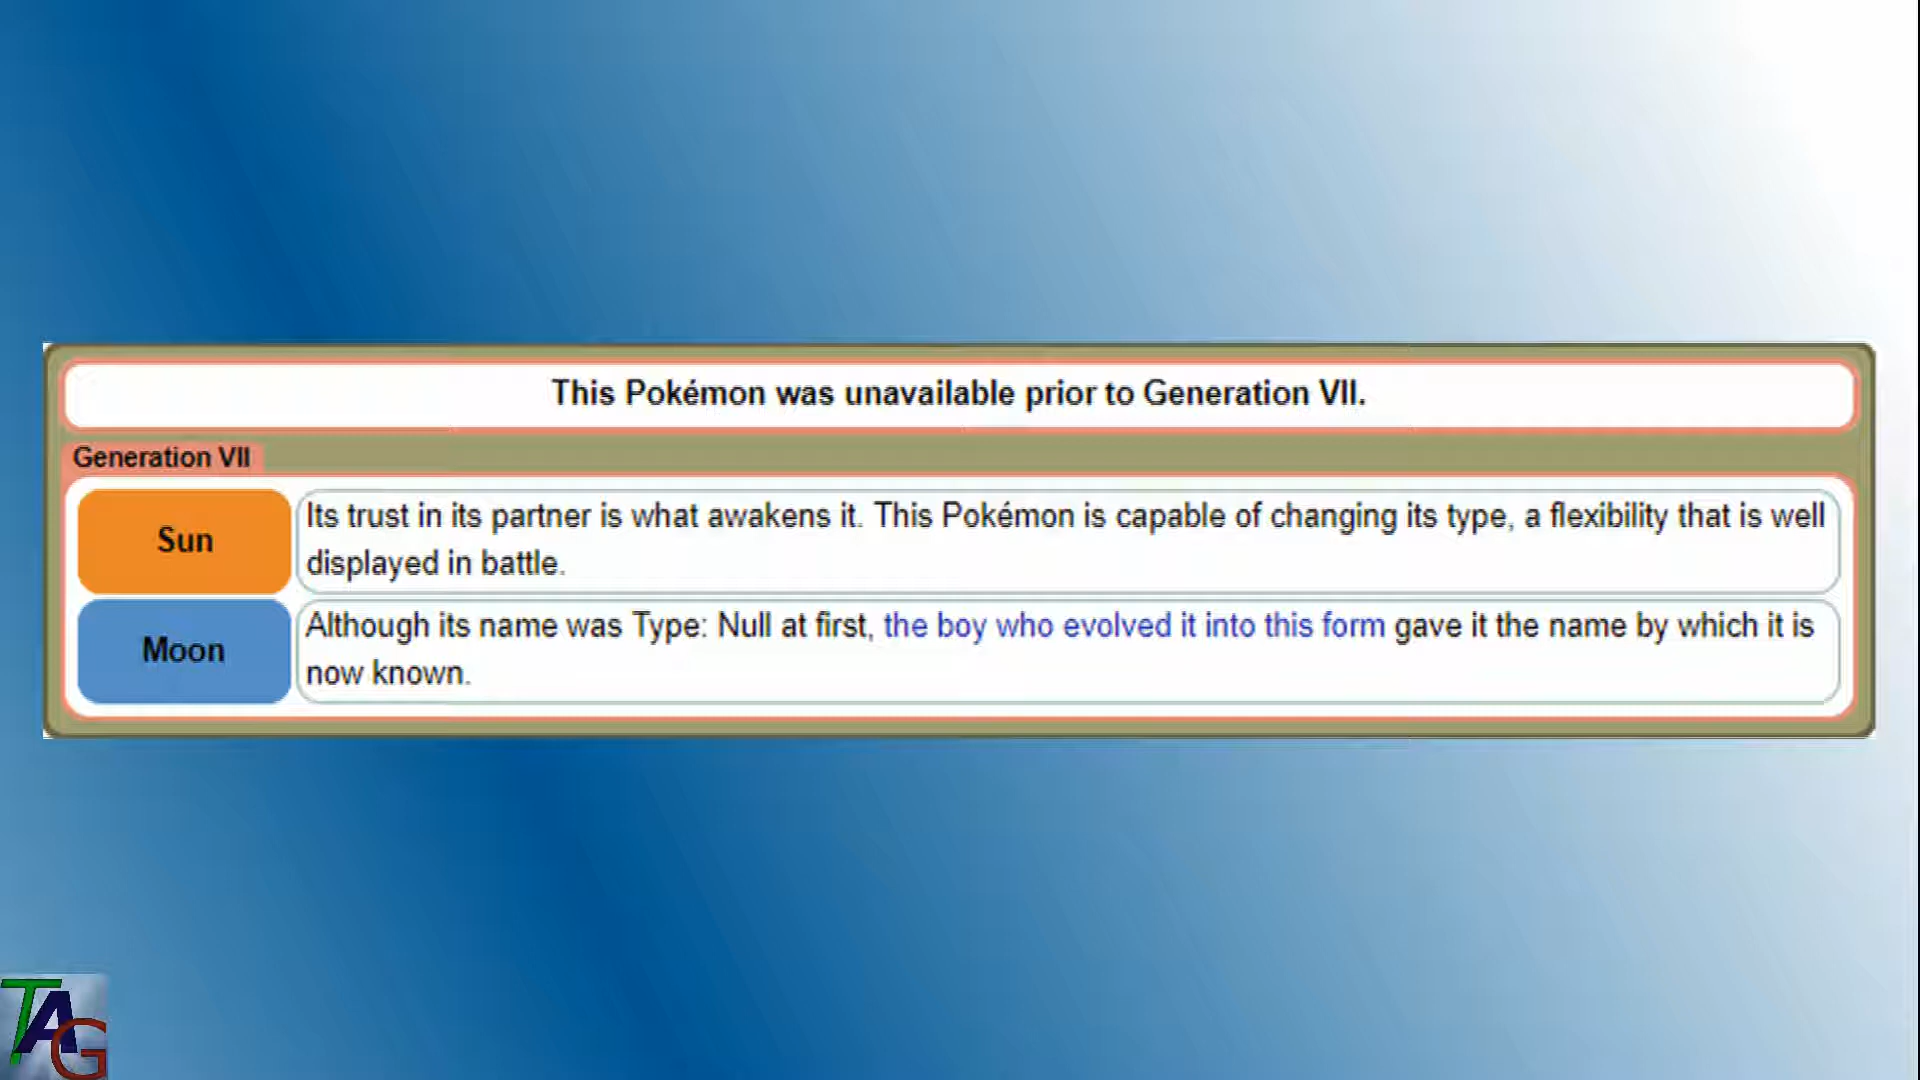 This Pokémon was unavailable prior to Generation VII.
Generation VII
Sun
Its trust in its partner is what awakens it. This Pokémon is capable of changing its type, a flexibility that is well
displayed in battle.
Moon
Although its name was Type: Null at first, the boy who evolved it into this form gave it the name by which it is
now known.
TAG